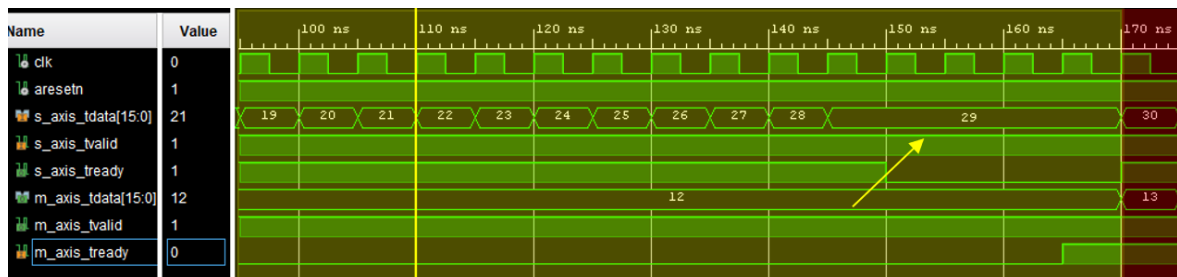 Name Value 100 ns 110 ns 120 ns 130 ns 140 ns 150 ns 160 ns 170 ns
clk 0
aresetn 1
s_axis_tdata[15:0] 21 19 20 21 22 23 24 25 26 27 28 29 30
s_axis_tvalid 1
s_axis_tready 1
m_axis_tdata[15:0] 12 12 13
m_axis_tvalid 1
m_axis_tready 0